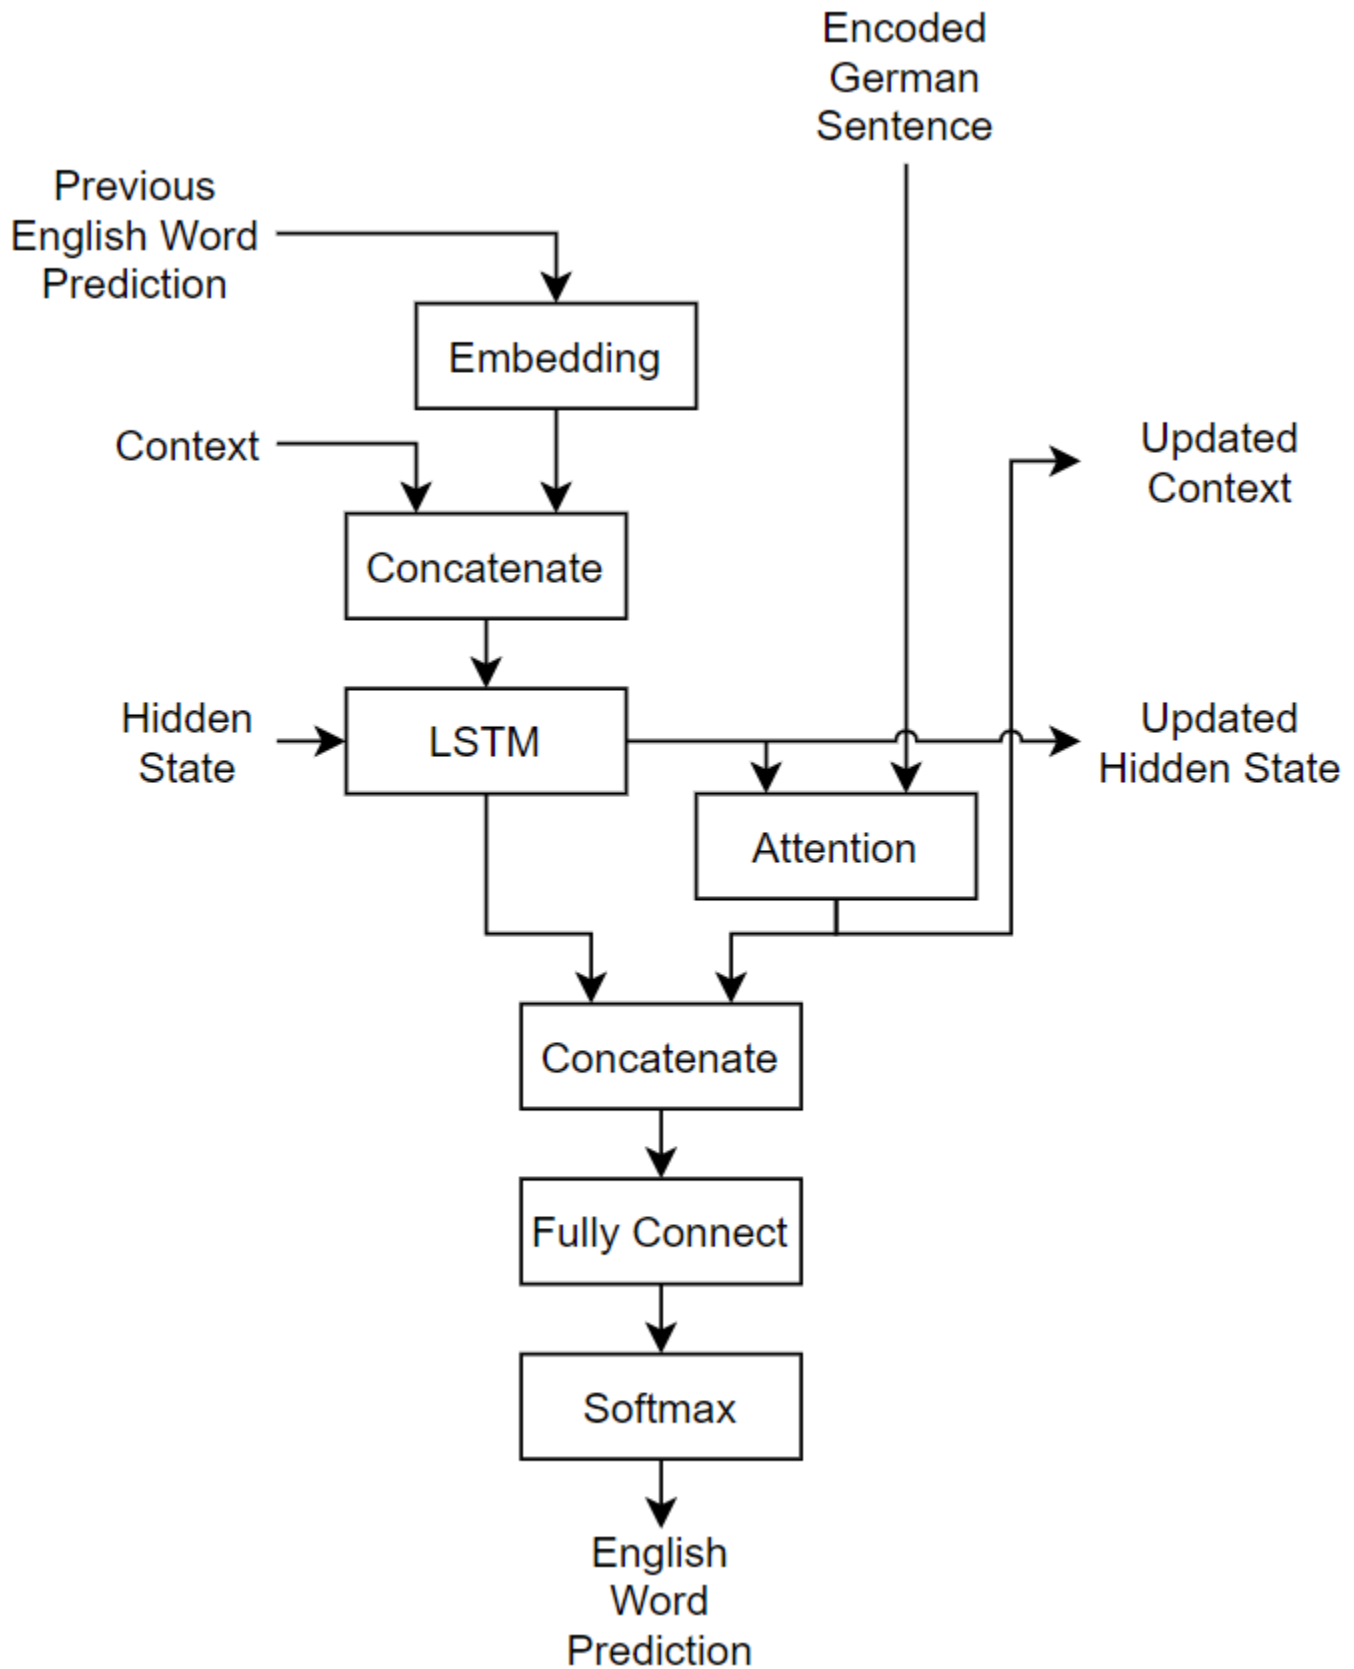 Encoded
German
Sentence
Previous
English Word
Prediction
Embedding
Context
Updated
Context
Concatenate
Hidden
State
LSTM
Updated
Hidden State
Attention
Concatenate
Fully Connect
Softmax
English
Word
Prediction